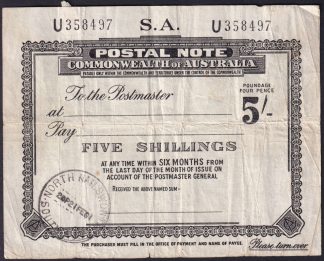 U358497 S.A. U358497
POSTAL NOTE
COMMONWEALTH OF AUSTRALIA
PAYABLE ONLY WITHIN THE COMMONWEALTH AND TERRITORIES UNDER THE CONTROL OF THE COMMONWEALTH
POUNDAGE
FOUR PENCE
To the Postmaster
5/-
at
Pay
FIVE SHILLINGS
AT ANY TIME WITHIN SIX MONTHS FROM
THE LAST DAY OF THE MONTH OF ISSUE ON
ACCOUNT OF THE POSTMASTER GENERAL
RECEIVED THE ABOVE NAMED SUM-
NORTH
THE PURCHASER MUST FILL IN THE OFFICE OF PAYMENT AND NAME OF PAYEE.
Please turn over